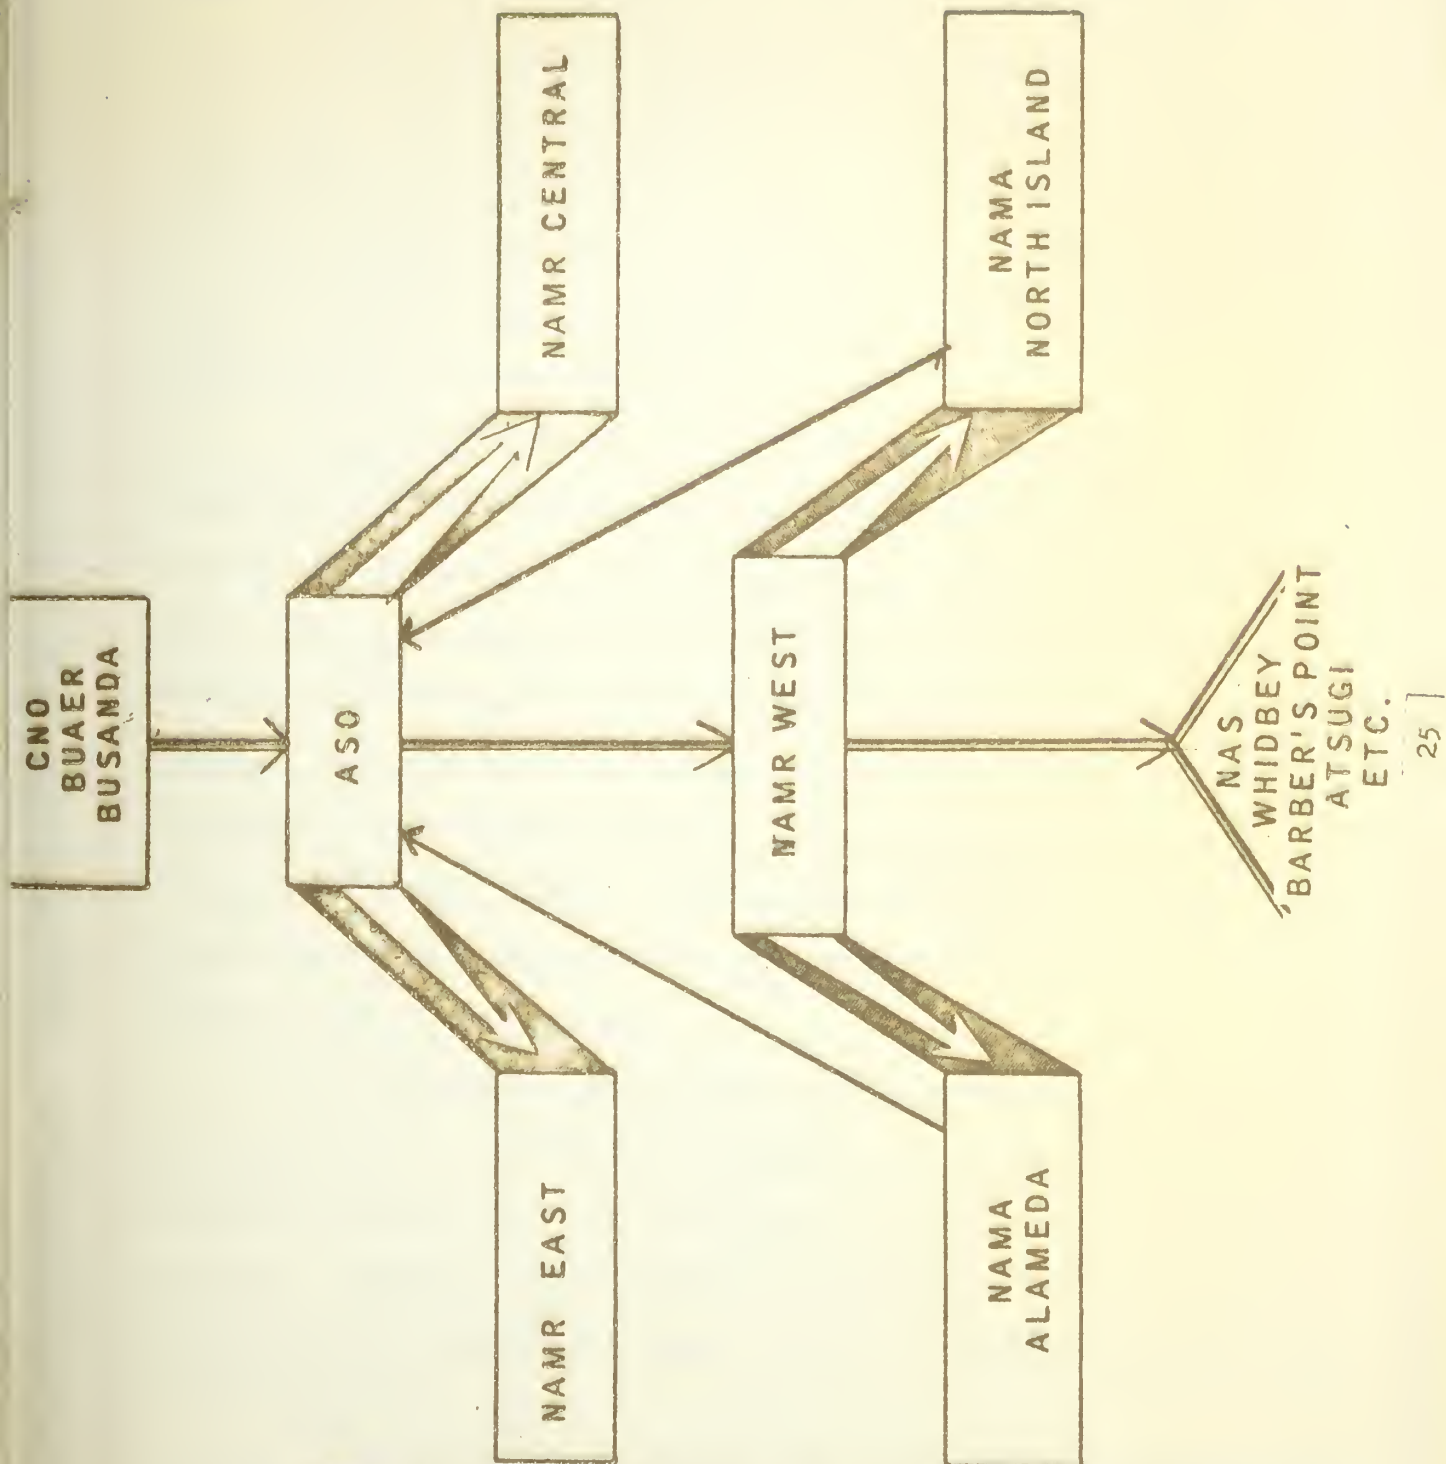 CNO
BUAER
BUSANDA
ASO
NAMR EAST
NAMR CENTRAL
NAMR WEST
NAMA
ALAMEDA
NAMA
NORTH ISLAND
NAS
WHIDBEY
BARBER'S POINT
ATSUGI
ETC.
25